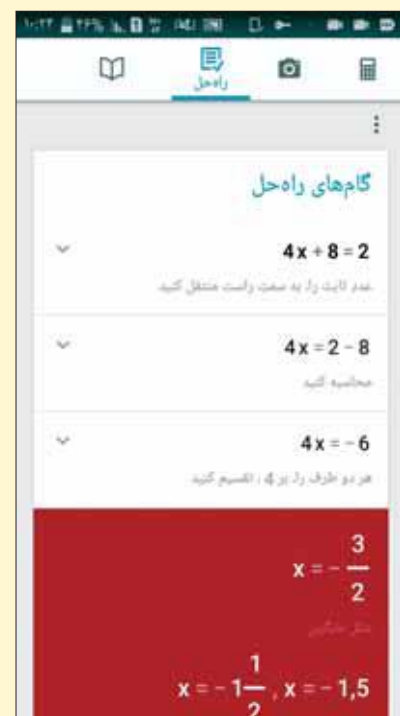 ۱۰:۲۴
راه‌حل
گام‌های راه‌حل
4x + 8 = 2
عدد ثابت را، به سمت راست منتقل کنید
4x = 2 - 8
محاسبه کنید
4x = - 6
هر دو طرف را، بر 4 ، تقسیم کنید
x = - 3/2
x = - 1 1/2 , x = - 1,5